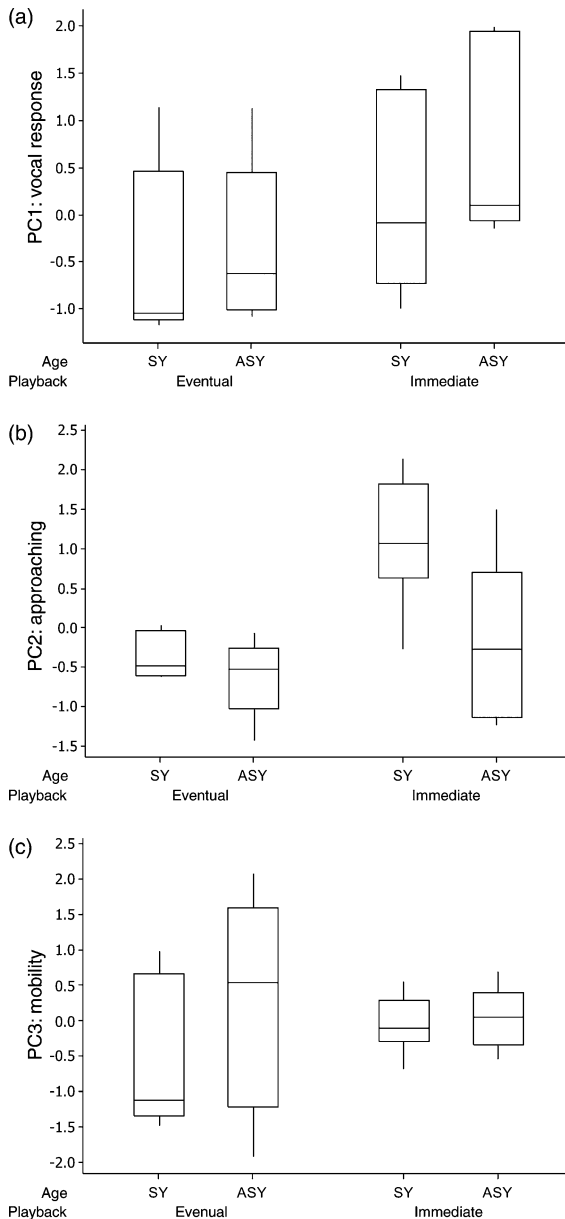 (a)
PC1: vocal response
2.0
1.5
1.0
0.5
0.0
-0.5
-1.0
Age SY ASY SY ASY
Playback Eventual Immediate
(b)
PC2: approaching
2.5
2.0
1.5
1.0
0.5
0.0
-0.5
-1.0
-1.5
Age SY ASY SY ASY
Playback Eventual Immediate
(c)
PC3: mobility
2.5
2.0
1.5
1.0
0.5
0.0
-0.5
-1.0
-1.5
-2.0
Age SY ASY SY ASY
Playback Evenual Immediate